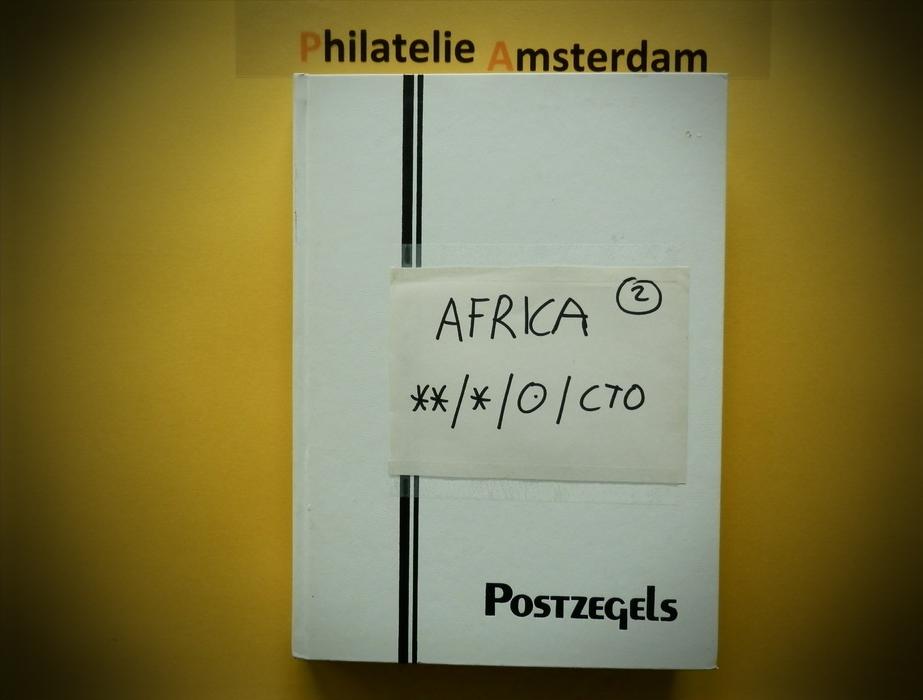 Philatelie Amsterdam
AFRICA ②
**/*/⊙/CTO
POSTZEGELS